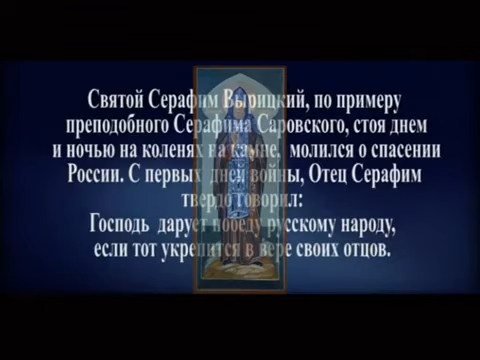 Святой Серафим Вырицкий, по примеру
преподобного Серафима Саровского, стоя днем
и ночью на коленях на камне, молился о спасении
России. С первых дней войны, Отец Серафим
твердо говорил:
Господь дарует победу русскому народу,
если тот укрепится в вере своих отцов.